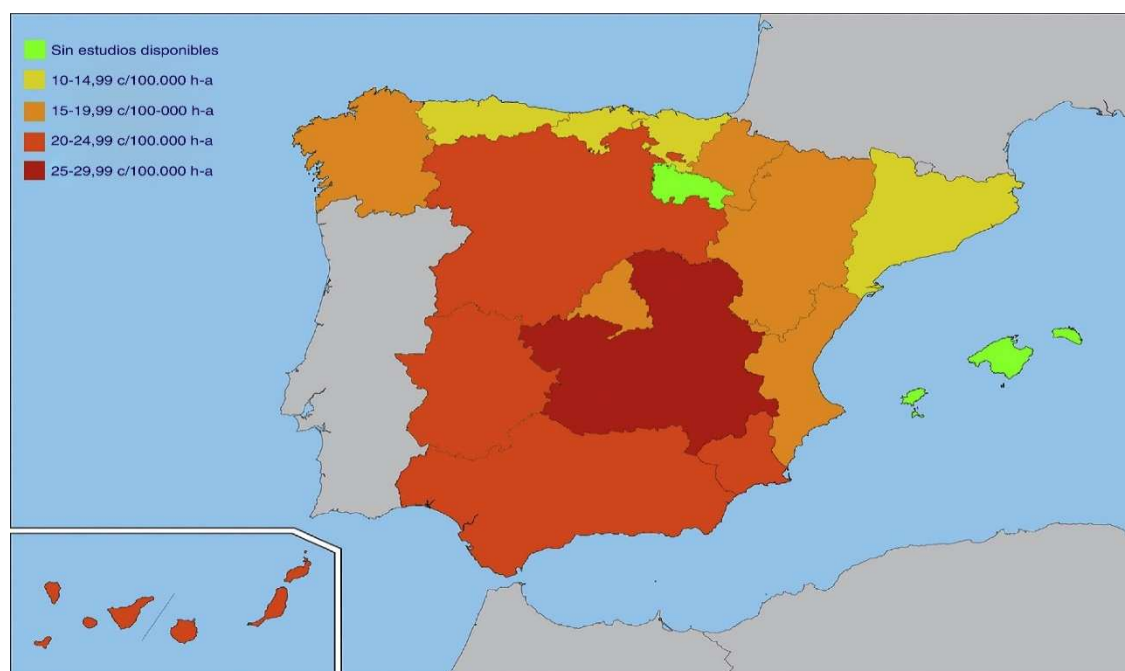 Sin estudios disponibles
10-14,99 c/100.000 h-a
15-19,99 c/100-000 h-a
20-24,99 c/100.000 h-a
25-29,99 c/100.000 h-a